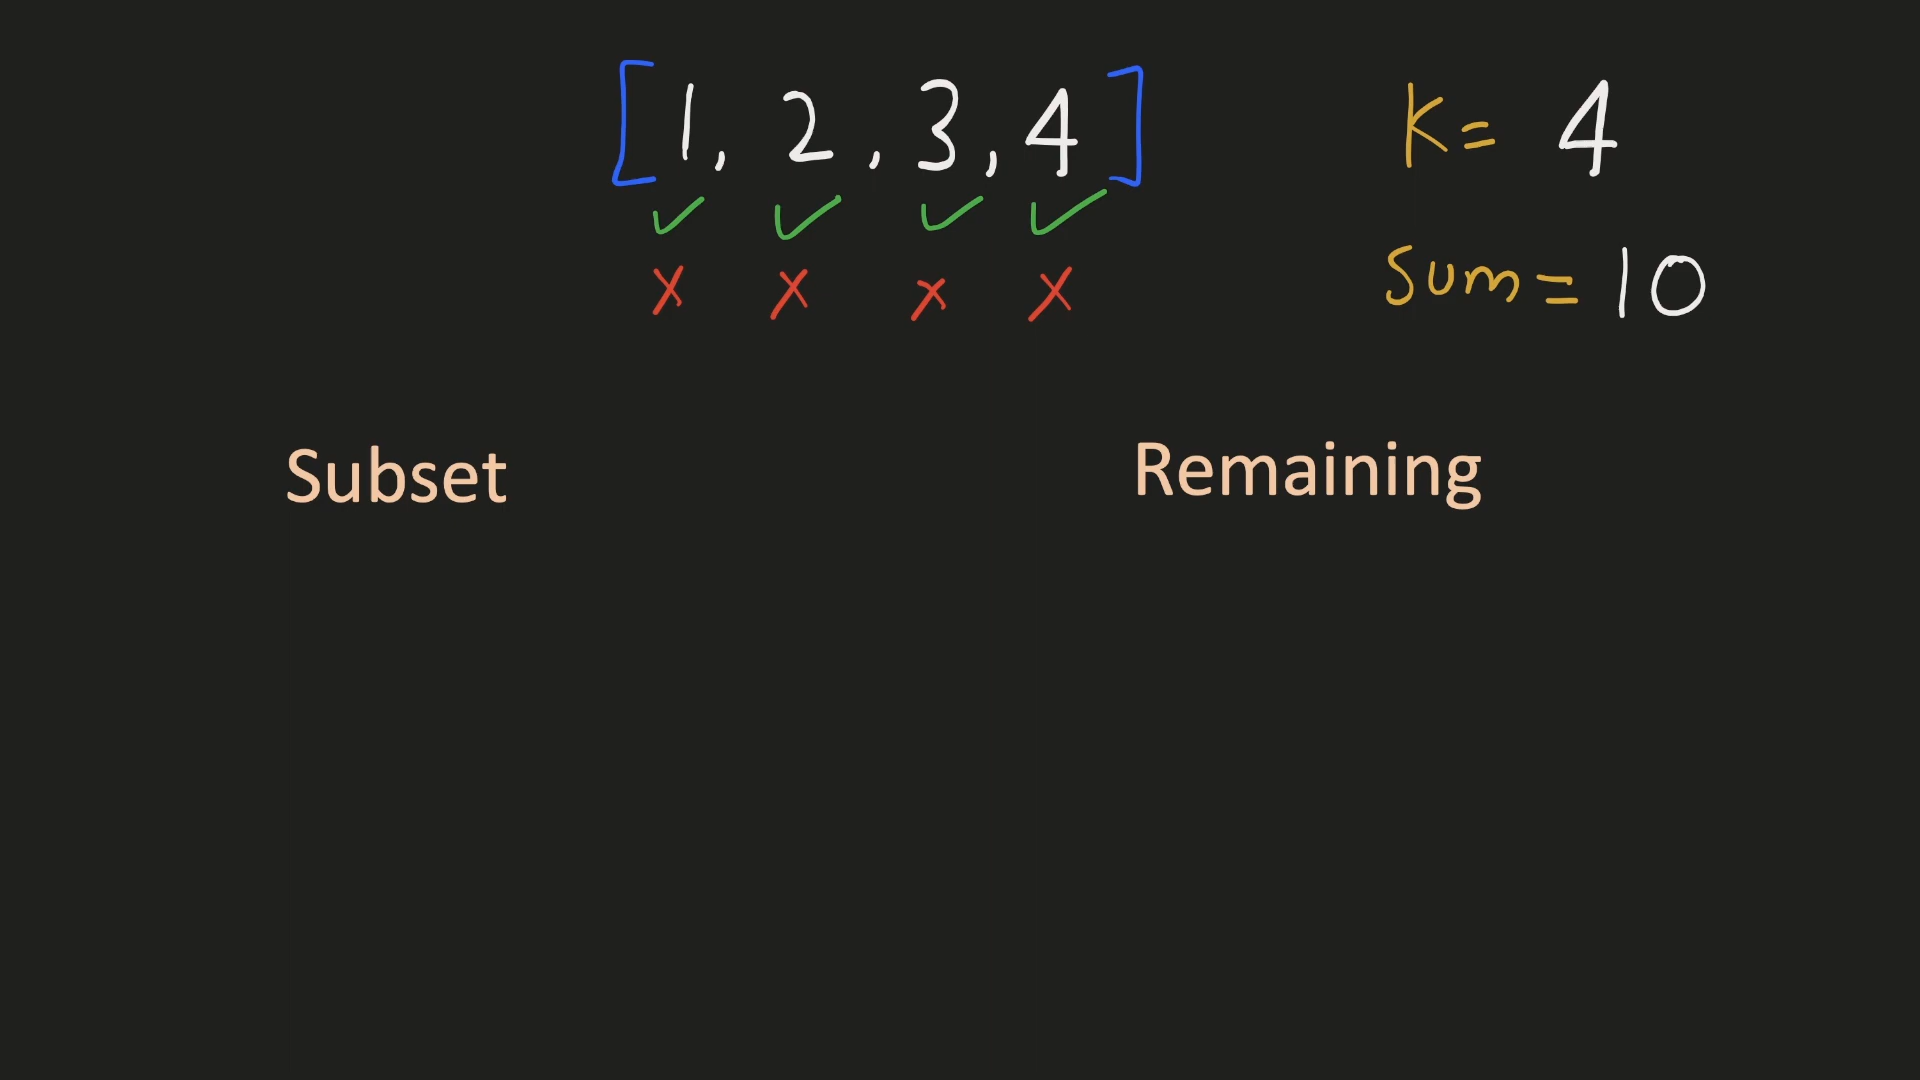 [1, 2, 3, 4]
K= 4
Sum= 10
Subset
Remaining